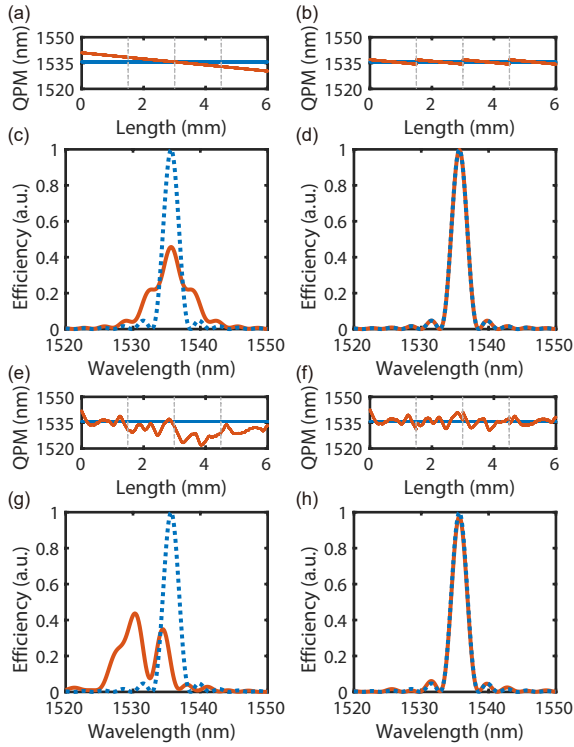 (a) (b)
QPM (nm) 1550 1535 1520 QPM (nm) 1550 1535 1520
0 2 4 6 0 2 4 6
Length (mm) Length (mm)
(c) (d)
Efficiency (a.u.) 1 0.8 0.6 0.4 0.2 0 Efficiency (a.u.) 1 0.8 0.6 0.4 0.2 0
1520 1530 1540 1550 1520 1530 1540 1550
Wavelength (nm) Wavelength (nm)
(e) (f)
QPM (nm) 1550 1535 1520 QPM (nm) 1550 1535 1520
0 2 4 6 0 2 4 6
Length (mm) Length (mm)
(g) (h)
Efficiency (a.u.) 1 0.8 0.6 0.4 0.2 0 Efficiency (a.u.) 1 0.8 0.6 0.4 0.2 0
1520 1530 1540 1550 1520 1530 1540 1550
Wavelength (nm) Wavelength (nm)